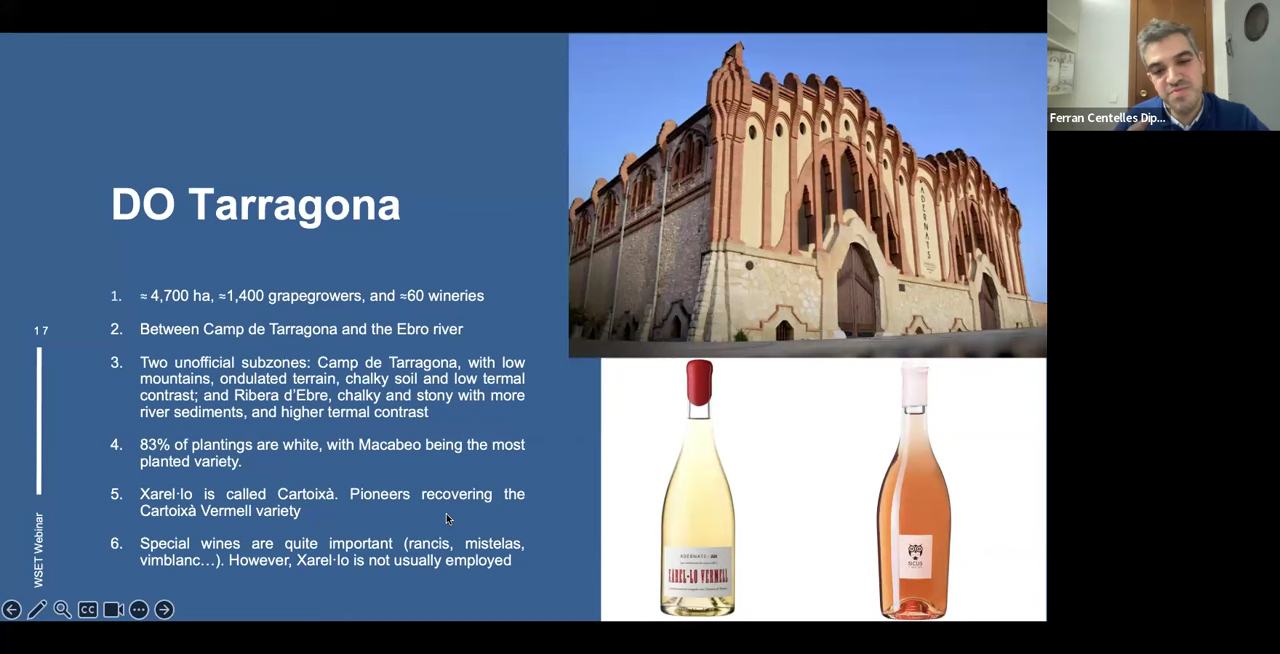 DO Tarragona
1. ≈ 4,700 ha, ≈1,400 grapegrowers, and ≈60 wineries
2. Between Camp de Tarragona and the Ebro river
3. Two unofficial subzones: Camp de Tarragona, with low
mountains, ondulated terrain, chalky soil and low termal
contrast; and Ribera d'Ebre, chalky and stony with more
river sediments, and higher termal contrast
4. 83% of plantings are white, with Macabeo being the most
planted variety.
5. Xarel·lo is called Cartoixà. Pioneers recovering the
Cartoixà Vermell variety
6. Special wines are quite important (rancis, mistelas,
vimblanc…). However, Xarel·lo is not usually employed
17
WSET Webinar
CC
ADERNATS
ADERNATS
XAREL·LO VERMELL
SICUS
Ferran Centelles Dip...